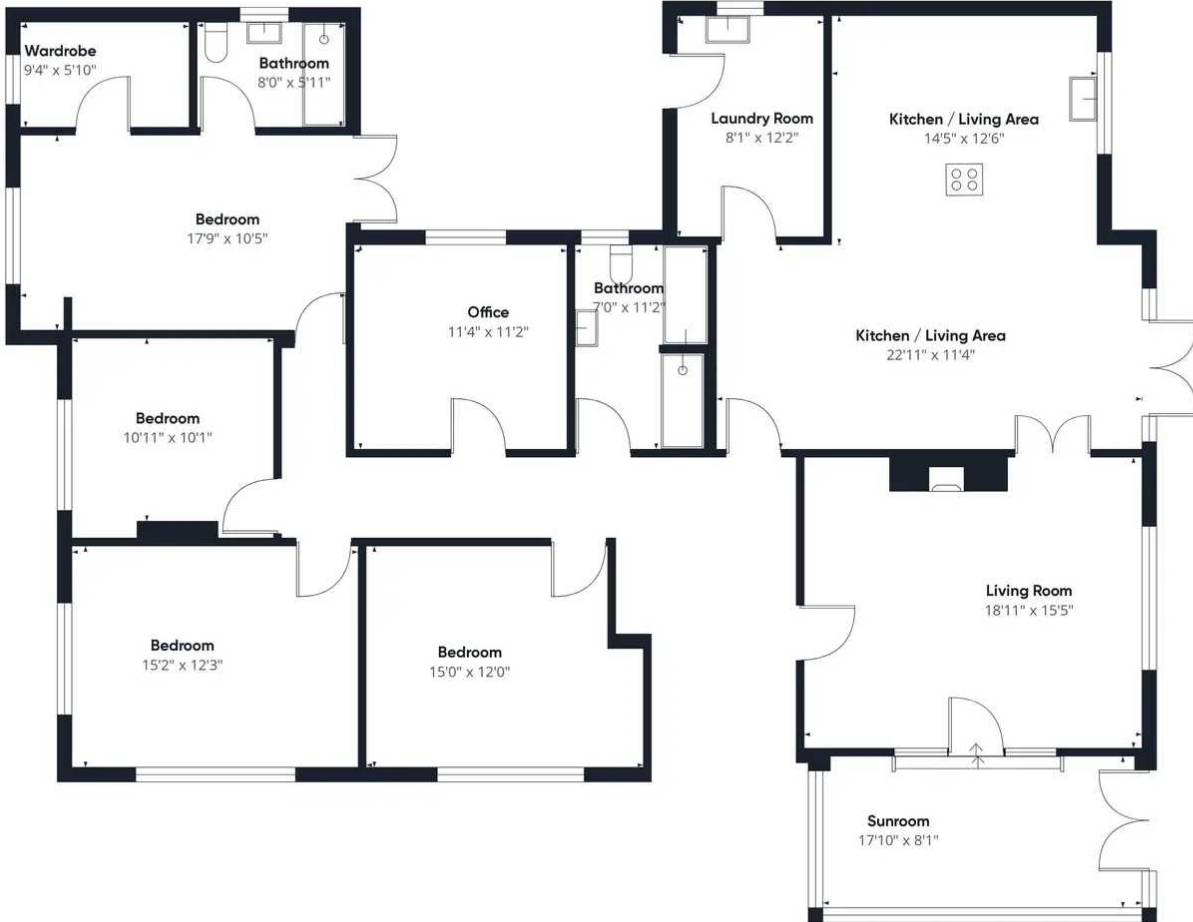 Wardrobe
9'4" x 5'10"
Bathroom
8'0" x 5'11"
Laundry Room
8'1" x 12'2"
Kitchen / Living Area
14'5" x 12'6"
Bedroom
17'9" x 10'5"
Office
11'4" x 11'2"
Bathroom
7'0" x 11'2"
Kitchen / Living Area
22'11" x 11'4"
Bedroom
10'11" x 10'1"
Living Room
18'11" x 15'5"
Bedroom
15'2" x 12'3"
Bedroom
15'0" x 12'0"
Sunroom
17'10" x 8'1"